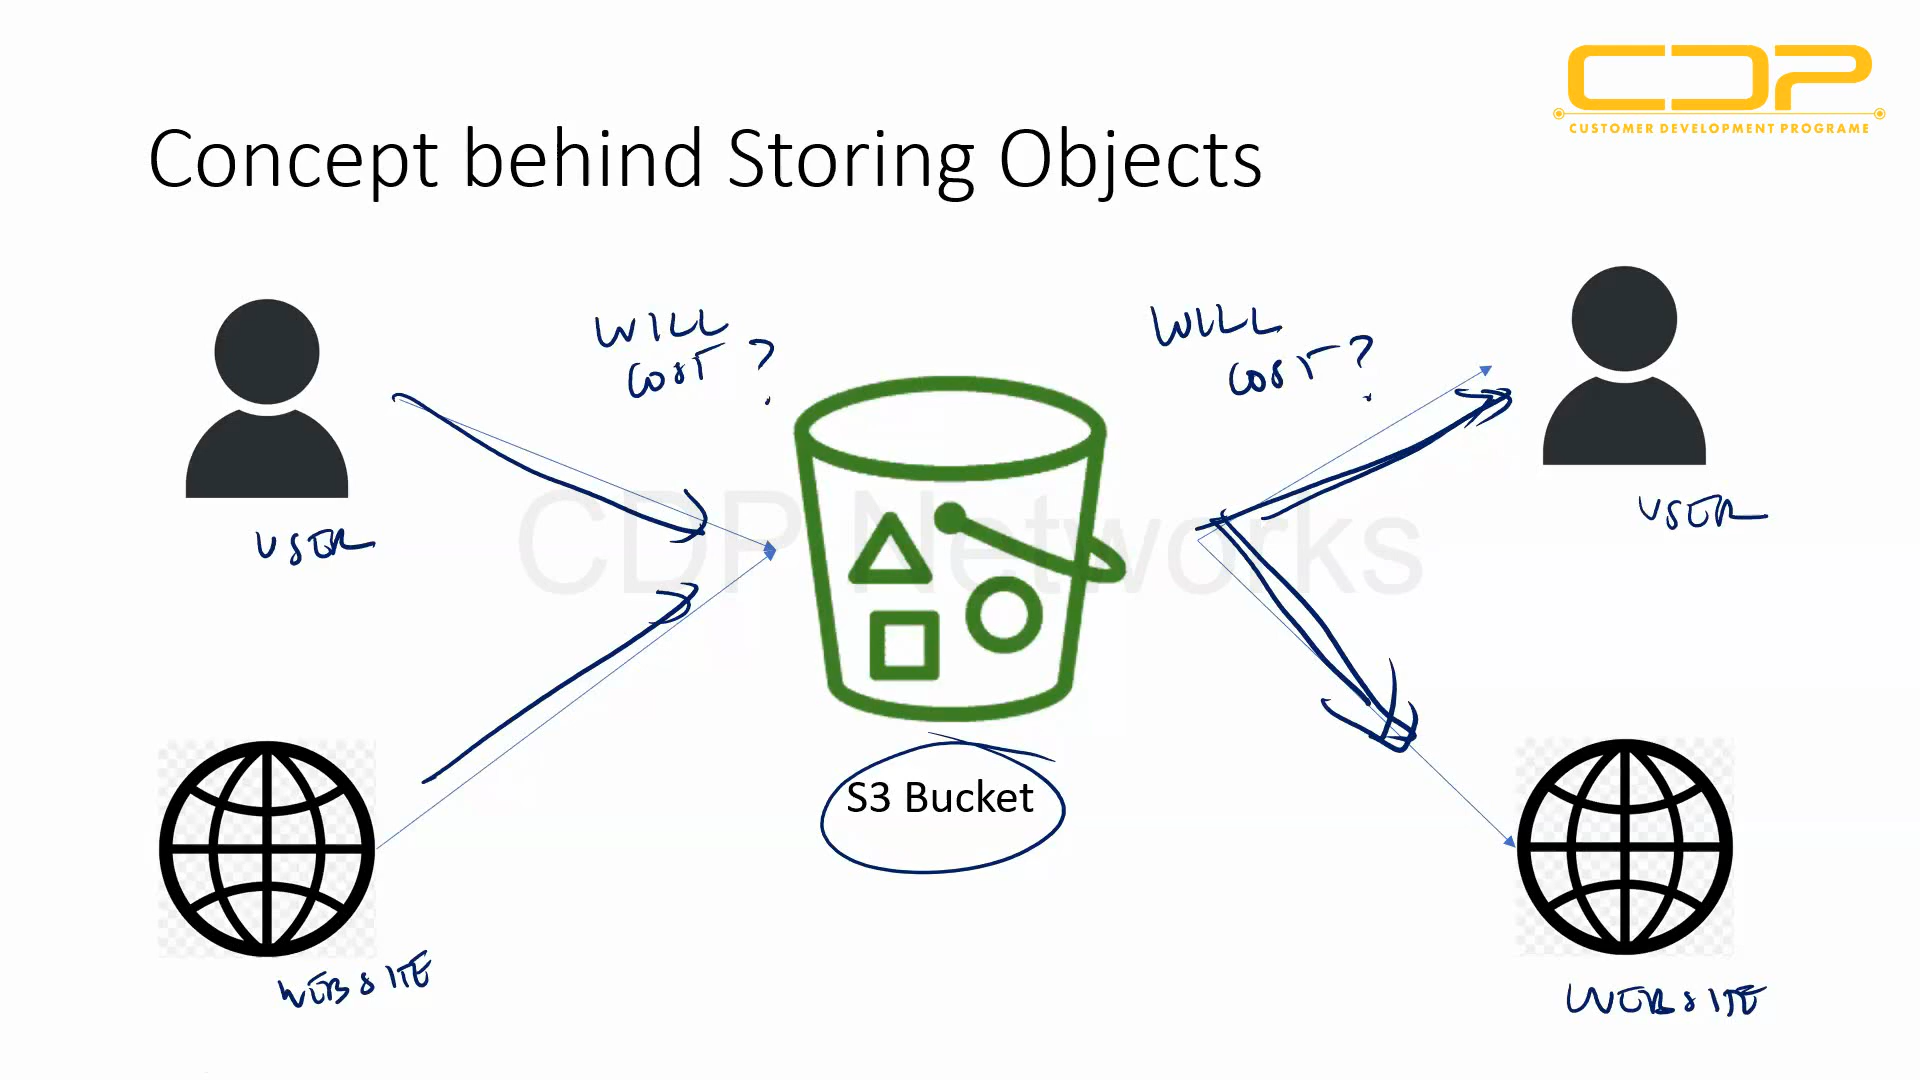 CDP
CUSTOMER DEVELOPMENT PROGRAME
Concept behind Storing Objects
WILL
COST ?
WILL
COST ?
CDP Networks
USER
USER
S3 Bucket
WEBSITE
WEBSITE